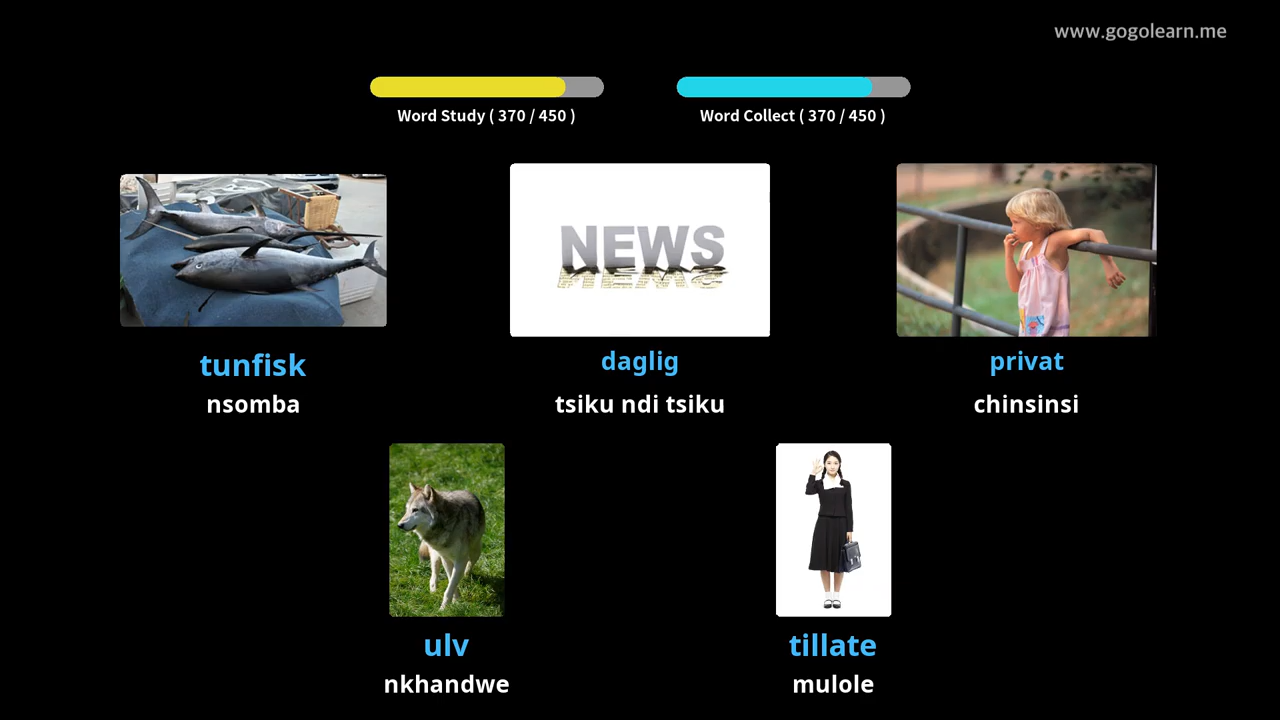 www.gogolearn.me
Word Study ( 370 / 450 )
Word Collect ( 370 / 450 )
NEWS
tunfisk
nsomba
daglig
tsiku ndi tsiku
privat
chinsinsi
ulv
nkhandwe
tillate
mulole